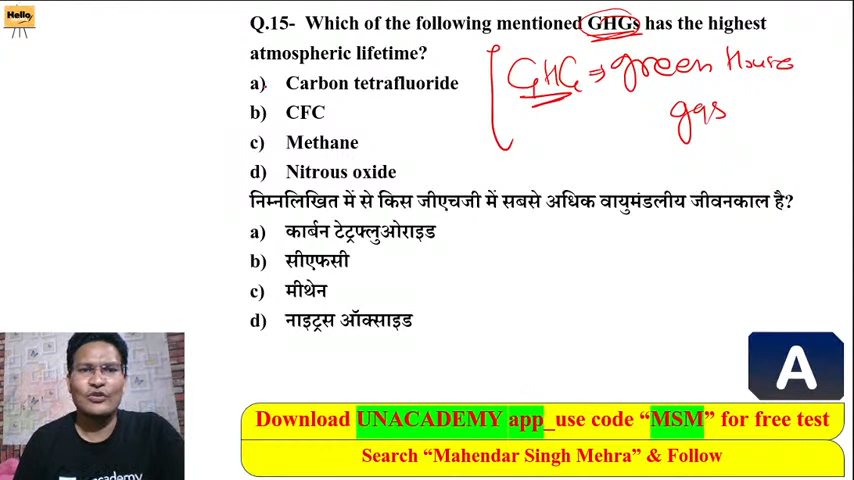 Hello
Q.15- Which of the following mentioned GHGs has the highest
atmospheric lifetime?
GHG ⇒ green House
gas
a) Carbon tetrafluoride
b) CFC
c) Methane
d) Nitrous oxide
निम्नलिखित में से किस जीएचजी में सबसे अधिक वायुमंडलीय जीवनकाल है?
a) कार्बन टेट्रफ्लुओराइड
b) सीएफसी
c) मीथेन
d) नाइट्रस ऑक्साइड
A
unacademy
Download UNACADEMY app_use code “MSM” for free test
Search “Mahendar Singh Mehra” & Follow